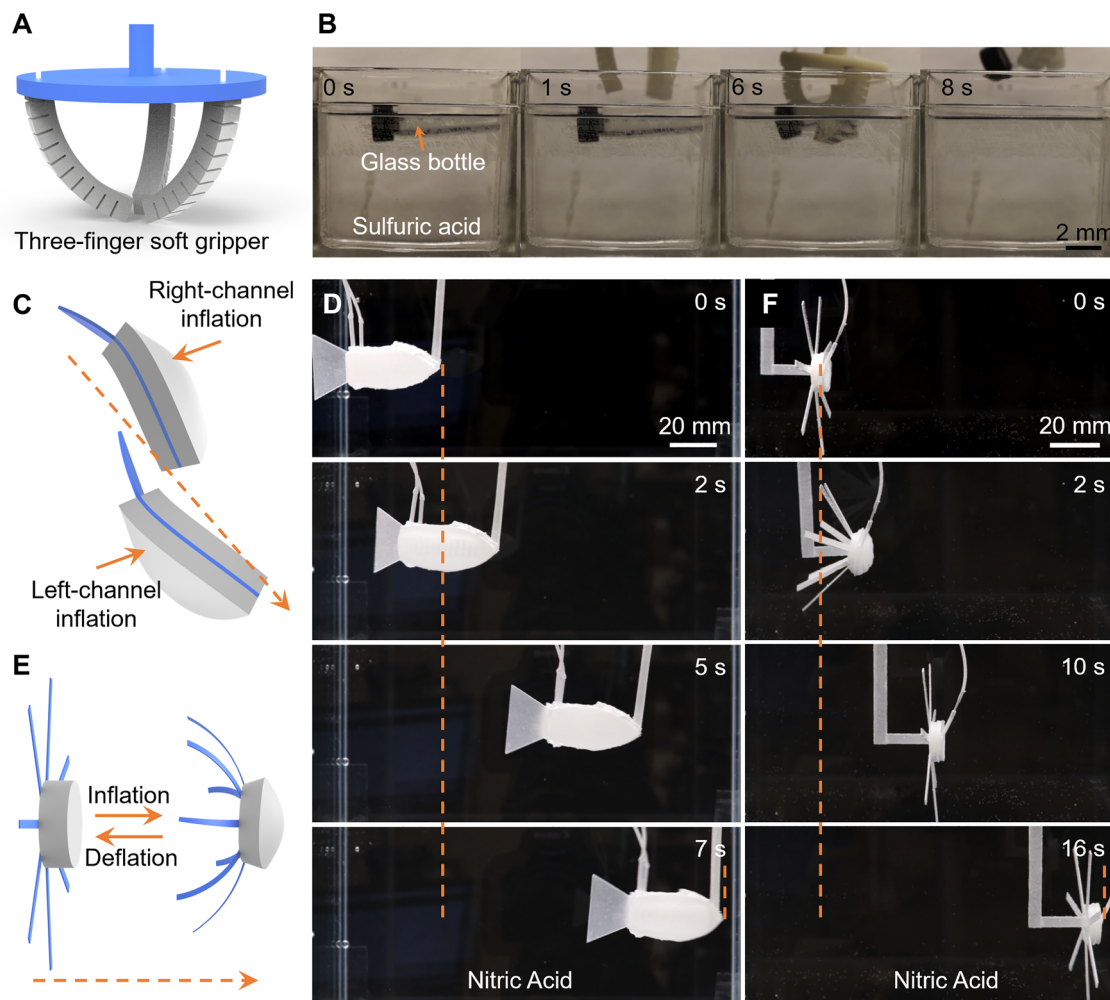 A
Three-finger soft gripper
B
0 s
1 s
6 s
8 s
Glass bottle
Sulfuric acid
2 mm
C
Right-channel
inflation
Left-channel
inflation
D
0 s
20 mm
2 s
5 s
7 s
Nitric Acid
E
Inflation
Deflation
F
0 s
20 mm
2 s
10 s
16 s
Nitric Acid